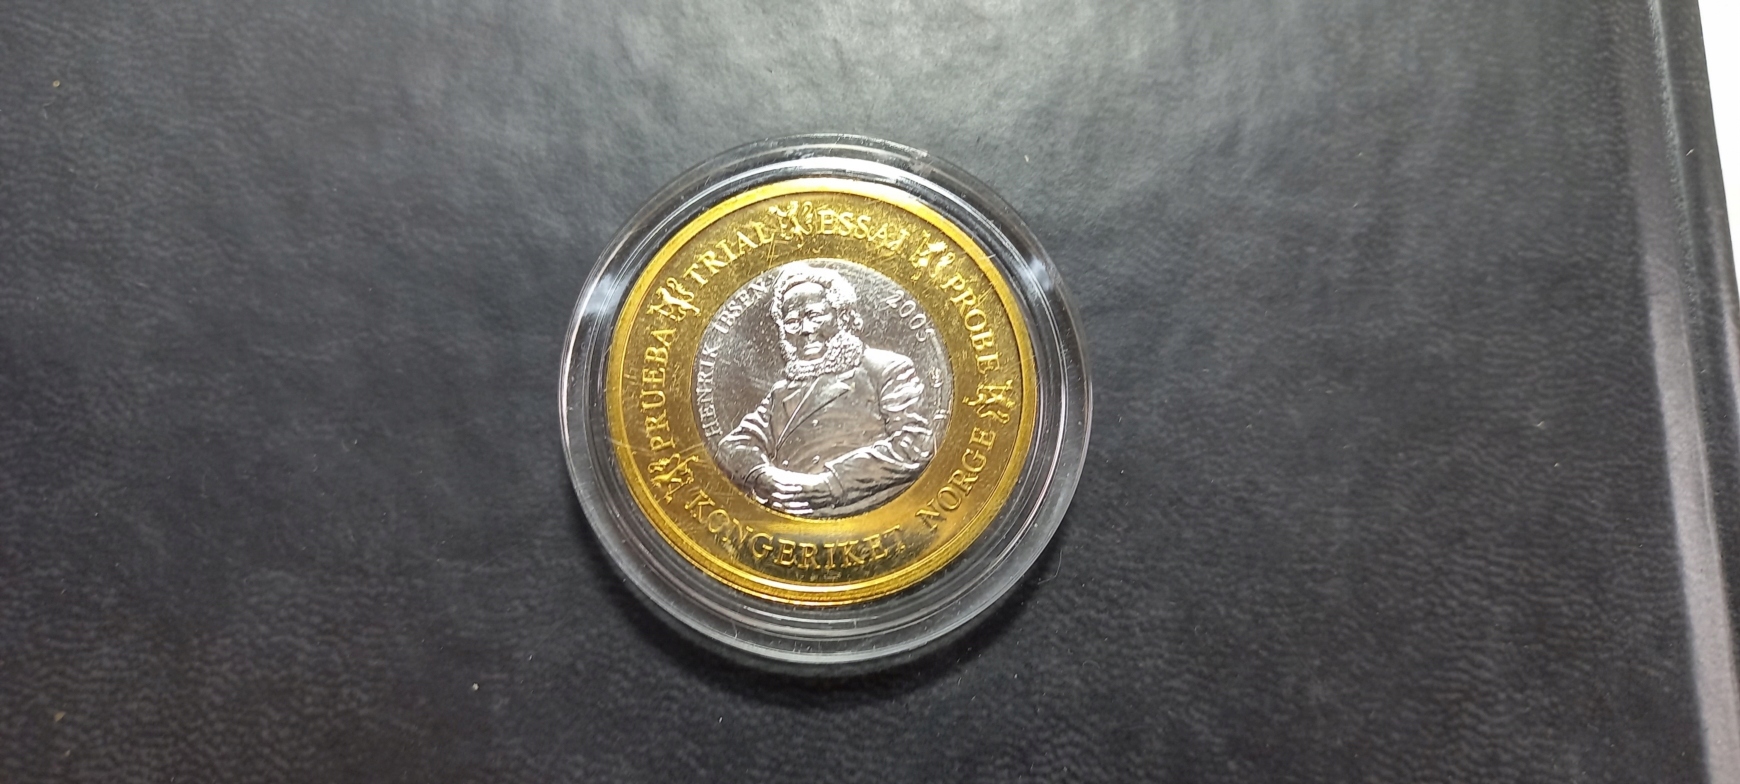 PRUEBA TRIAL ESSAI PROBE
KONGERIKET NORGE
HENRIK IBSEN 2005